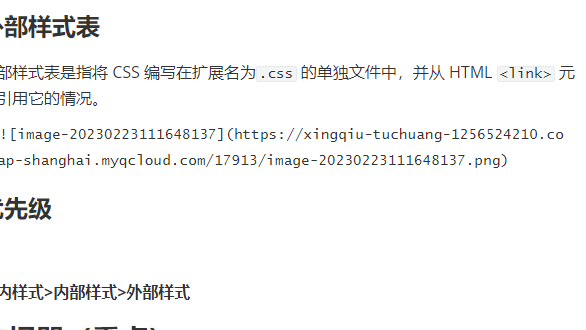 部样式表
部样式表是指将 CSS 编写在扩展名为.css 的单独文件中，并从 HTML <link> 元
引用它的情况。
![image-20230223111648137](https://xingqiu-tuchuang-1256524210.co
ap-shanghai.myqcloud.com/17913/image-20230223111648137.png)
先级
内样式>内部样式>外部样式